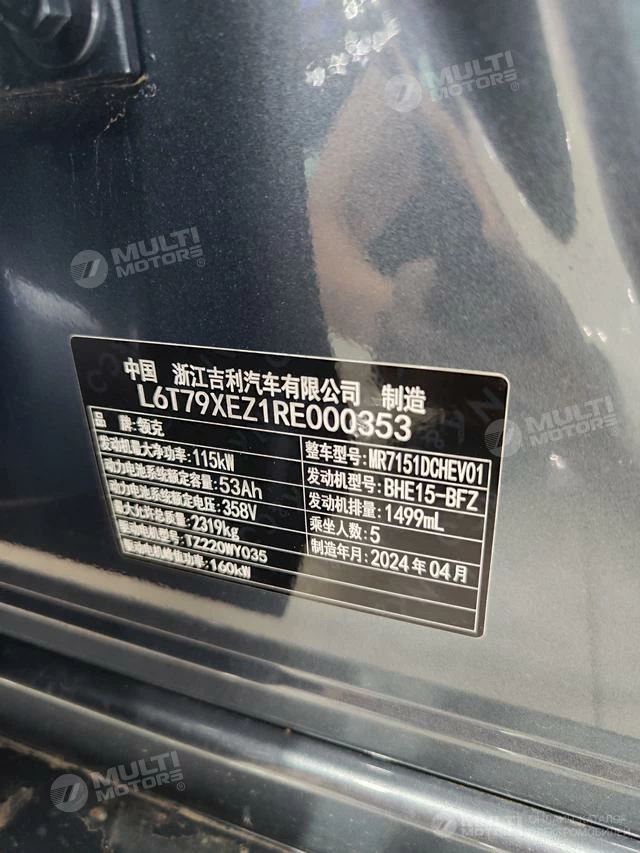 MULTI
MOTORS®
MULTI
MOTORS®
中国 浙江吉利汽车有限公司 制造
L6T79XEZ1RE000353
品 牌:领克
发动机最大净功率:115kW
整车型号:MR7151DCHEV01
动力电池系统额定容量:53Ah
发动机型号:BHE15-BFZ
动力电池系统额定电压:358V
发动机排量:1499mL
最大允许总质量:2319kg
乘坐人数:5
驱动电机型号:TZ220WY035
制造年月:2024年04月
驱动电机峰值功率:160kW
MULTI
MOTORS®
MULTI
MOTORS®
MULTI
MOTORS
ОНЛАЙН-КАТАЛОГ
ЭЛЕКТРОМОБИЛЕЙ